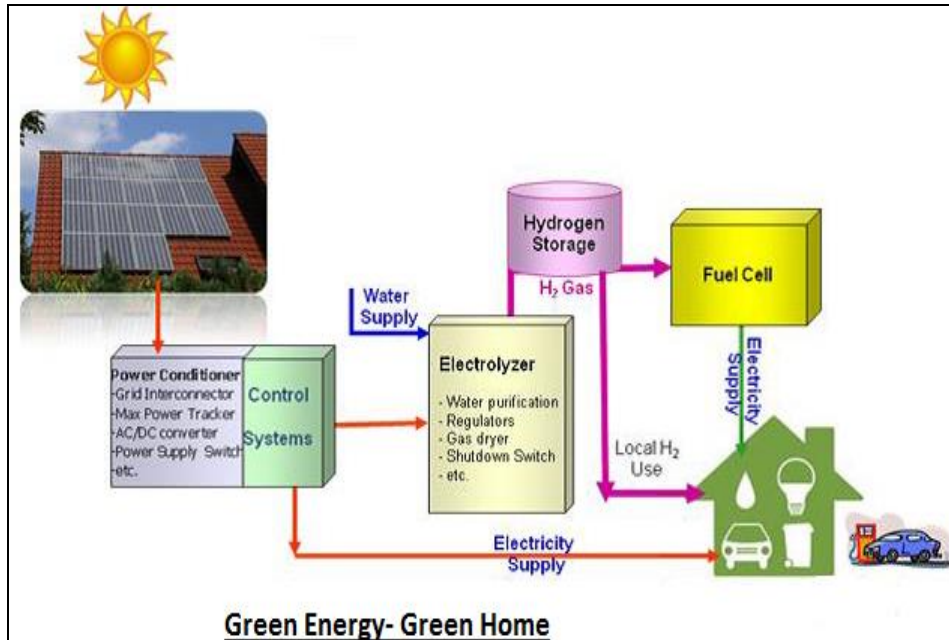 Hydrogen
Storage
H₂ Gas
Fuel Cell
Water
Supply
Electricity
Supply
Power Conditioner
-Grid Interconnector
-Max Power Tracker
-AC/DC converter
-Power Supply Switch
-etc.
Control
Systems
Electrolyzer
- Water purification
- Regulators
- Gas dryer
- Shutdown Switch
- etc.
Local H₂
Use
Electricity
Supply
Green Energy- Green Home